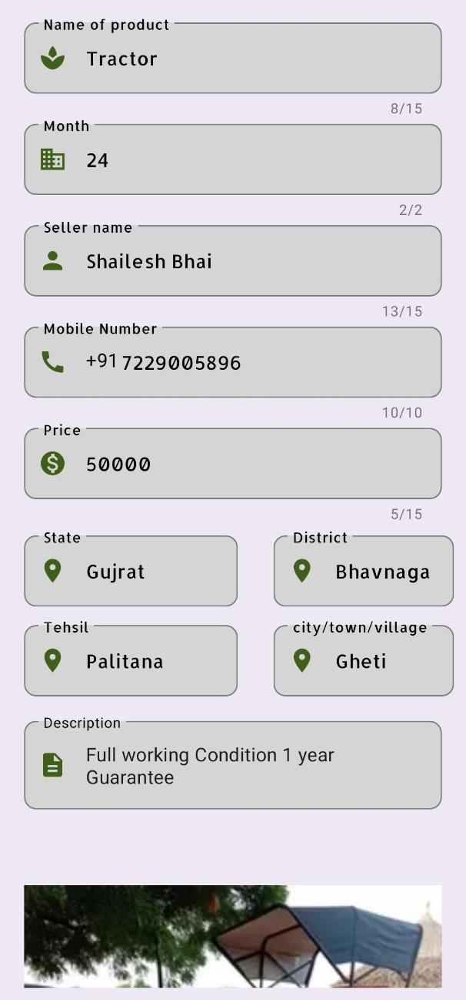 Name of product
Tractor
8/15
Month
24
2/2
Seller name
Shailesh Bhai
13/15
Mobile Number
+91 7229005896
10/10
Price
50000
5/15
State
Gujrat
District
Bhavnaga
Tehsil
Palitana
city/town/village
Gheti
Description
Full working Condition 1 year
Guarantee